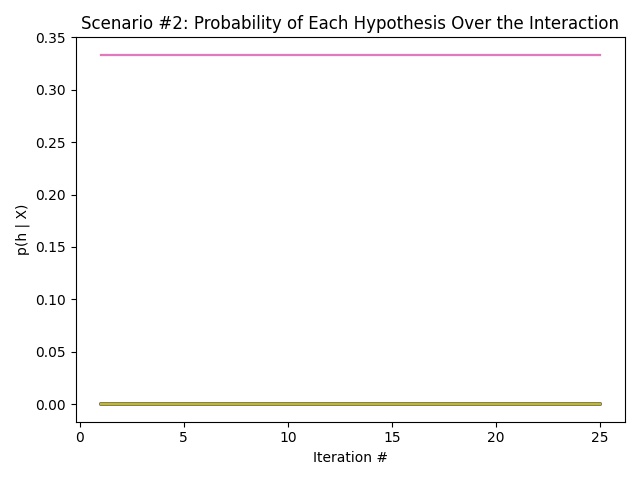 Scenario #2: Probability of Each Hypothesis Over the Interaction
0.35
0.30
0.25
0.20
0.15
0.10
0.05
0.00
p(h | X)
0 5 10 15 20 25
Iteration #